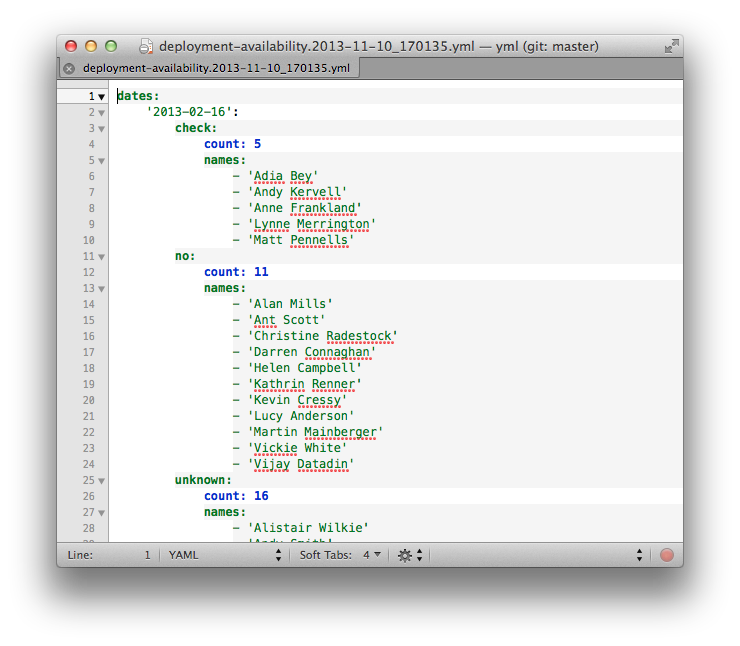 deployment-availability.2013-11-10_170135.yml — yml (git: master)
deployment-availability.2013-11-10_170135.yml
1 dates:
2 '2013-02-16':
3 check:
4 count: 5
5 names:
6 - 'Adia Bey'
7 - 'Andy Kervell'
8 - 'Anne Frankland'
9 - 'Lynne Merrington'
10 - 'Matt Pennells'
11 no:
12 count: 11
13 names:
14 - 'Alan Mills'
15 - 'Ant Scott'
16 - 'Christine Radestock'
17 - 'Darren Connaghan'
18 - 'Helen Campbell'
19 - 'Kathrin Renner'
20 - 'Kevin Cressy'
21 - 'Lucy Anderson'
22 - 'Martin Mainberger'
23 - 'Vickie White'
24 - 'Vijay Datadin'
25 unknown:
26 count: 16
27 names:
28 - 'Alistair Wilkie'
29 - 'Andy Smith'
Line: 1 YAML Soft Tabs: 4